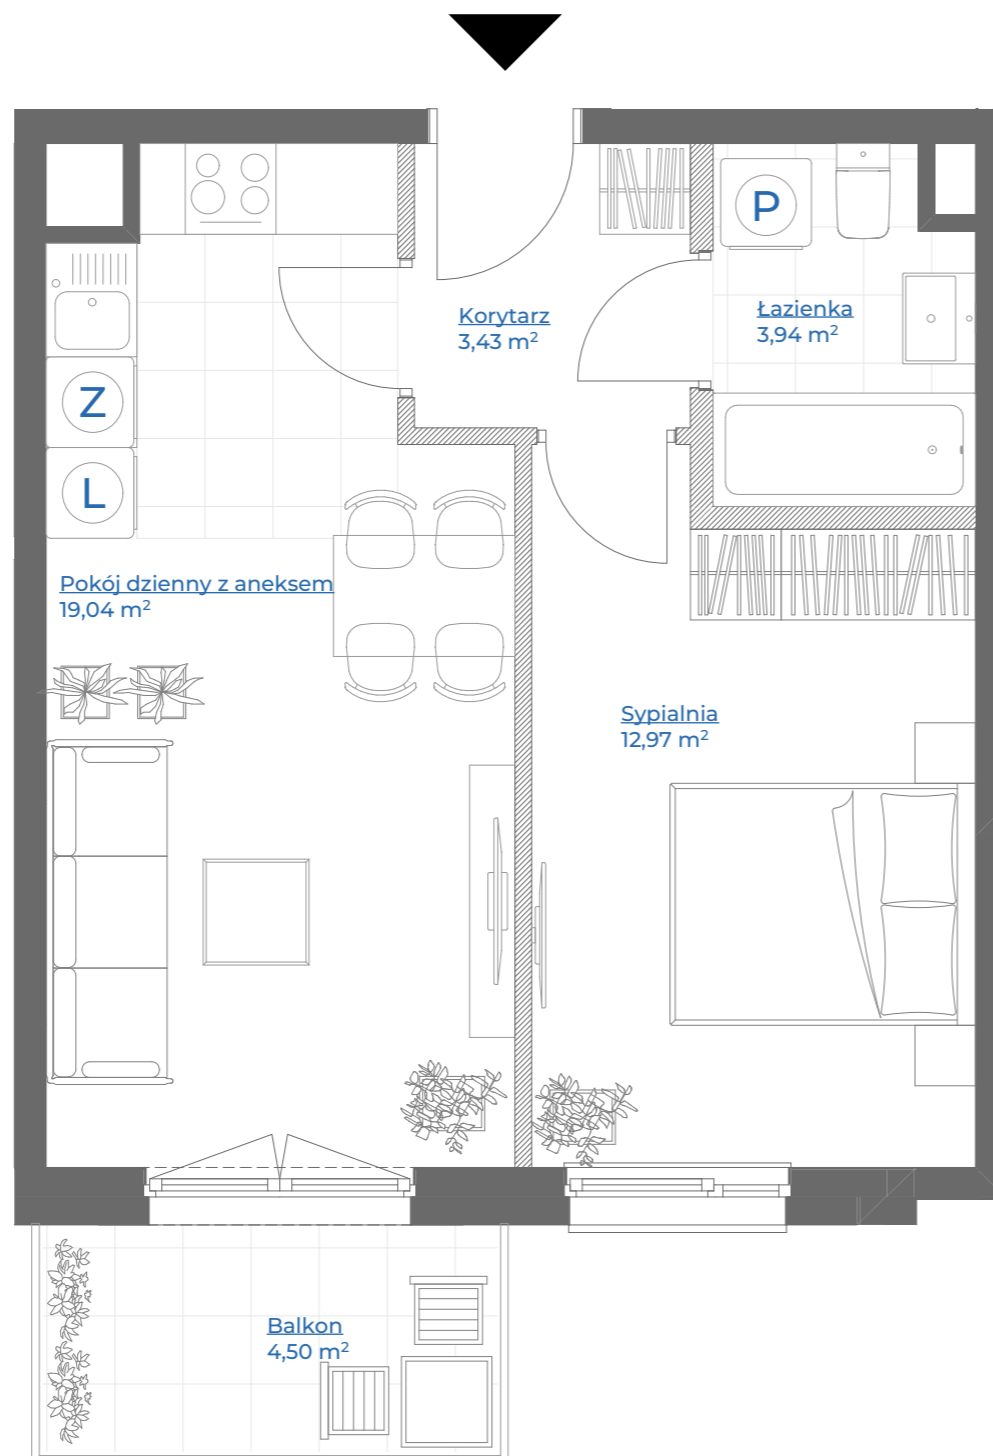 P
Korytarz
3,43 m²
Łazienka
3,94 m²
Z
L
Pokój dzienny z aneksem
19,04 m²
Sypialnia
12,97 m²
Balkon
4,50 m²